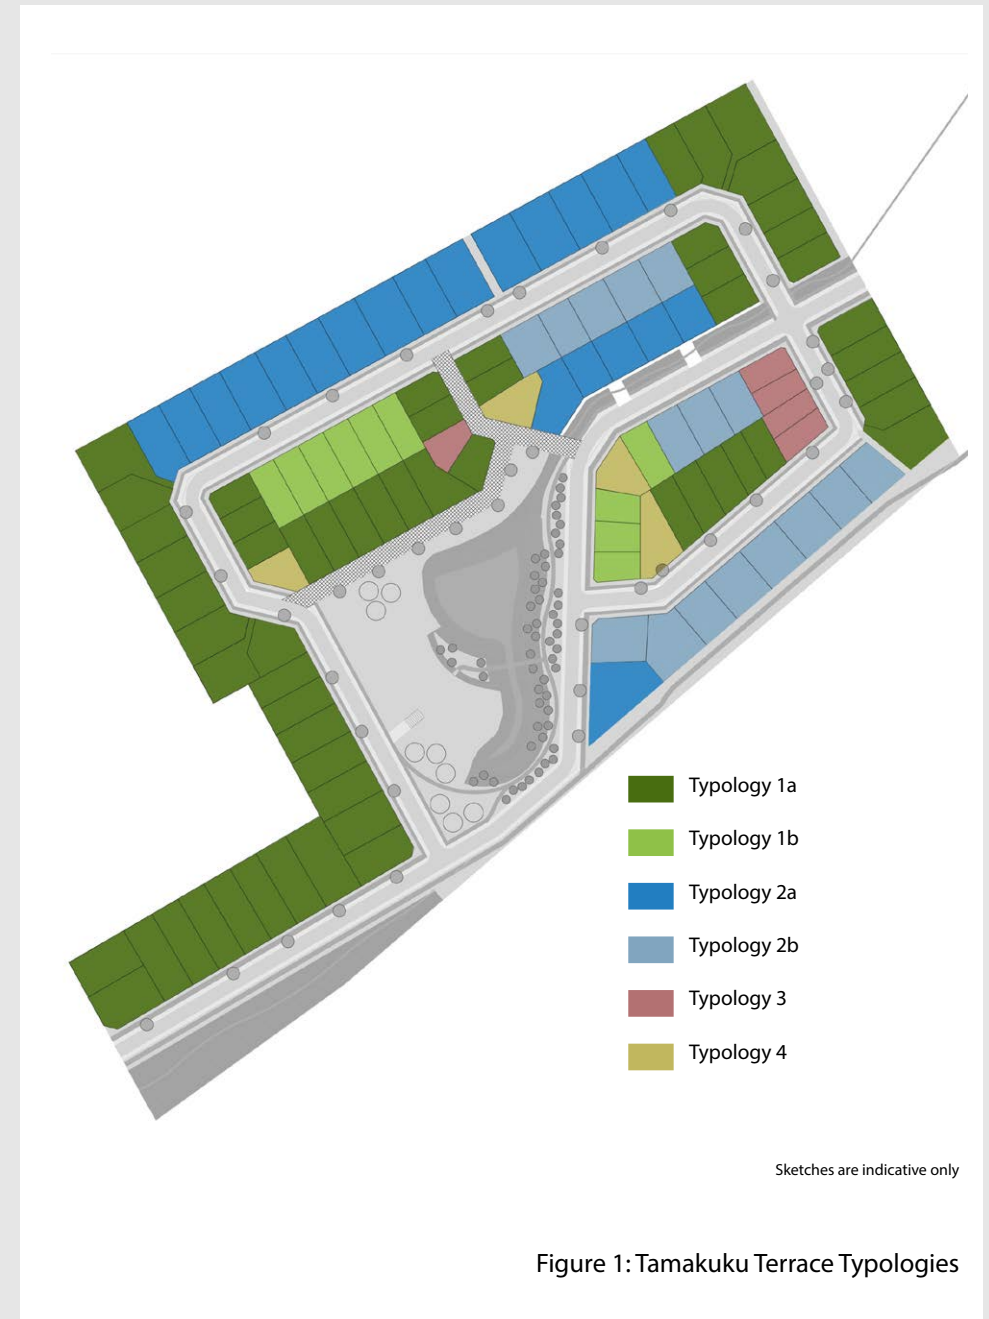 Typology 1a
Typology 1b
Typology 2a
Typology 2b
Typology 3
Typology 4
Sketches are indicative only
Figure 1: Tamakuku Terrace Typologies